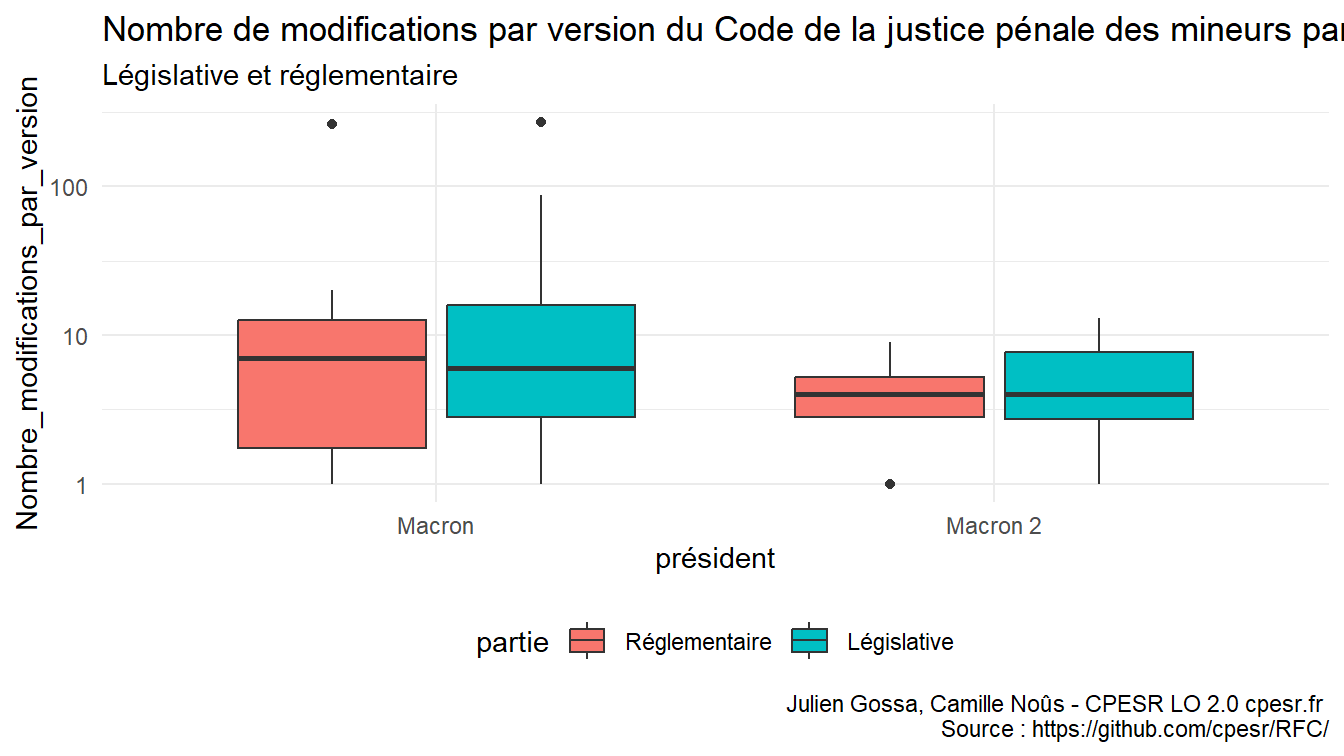 Nombre de modifications par version du Code de la justice pénale des mineurs par
Législative et réglementaire
Nombre_modifications_par_version
100
10
1
Macron
Macron 2
président
partie
Réglementaire
Législative
Julien Gossa, Camille Noûs - CPESR LO 2.0 cpesr.fr
Source : https://github.com/cpesr/RFC/